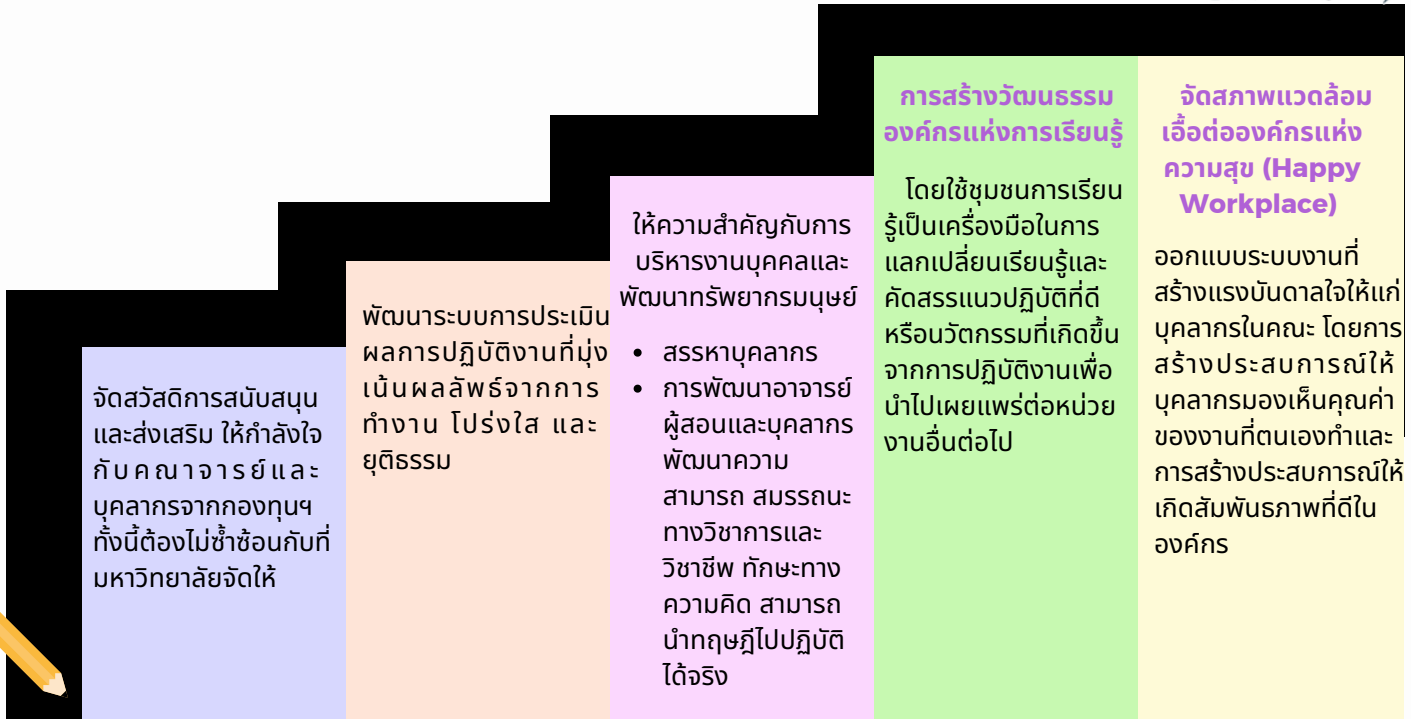 จัดสวัสดิการสนับสนุน
และส่งเสริม ให้กำลังใจ
กับคณาจารย์และ
บุคลากรจากกองทุนฯ
ทั้งนี้ต้องไม่ซ้ำซ้อนกับที่
มหาวิทยาลัยจัดให้
พัฒนาระบบการประเมิน
ผลการปฏิบัติงานที่มุ่ง
เน้นผลลัพธ์จากการ
ทำงาน โปร่งใส และ
ยุติธรรม
ให้ความสำคัญกับการ
บริหารงานบุคคลและ
พัฒนาทรัพยากรมนุษย์
• สรรหาบุคลากร
• การพัฒนาอาจารย์
ผู้สอนและบุคลากร
พัฒนาความ
สามารถ สมรรถนะ
ทางวิชาการและ
วิชาชีพ ทักษะทาง
ความคิด สามารถ
นำทฤษฎีไปปฏิบัติ
ได้จริง
การสร้างวัฒนธรรม
องค์กรแห่งการเรียนรู้
โดยใช้ชุมชนการเรียน
รู้เป็นเครื่องมือในการ
แลกเปลี่ยนเรียนรู้และ
คัดสรรแนวปฏิบัติที่ดี
หรือนวัตกรรมที่เกิดขึ้น
จากการปฏิบัติงานเพื่อ
นำไปเผยแพร่ต่อหน่วย
งานอื่นต่อไป
จัดสภาพแวดล้อม
เอื้อต่อองค์กรแห่ง
ความสุข (Happy
Workplace)
ออกแบบระบบงานที่
สร้างแรงบันดาลใจให้แก่
บุคลากรในคณะ โดยการ
สร้างประสบการณ์ให้
บุคลากรมองเห็นคุณค่า
ของงานที่ตนเองทำและ
การสร้างประสบการณ์ให้
เกิดสัมพันธภาพที่ดีใน
องค์กร